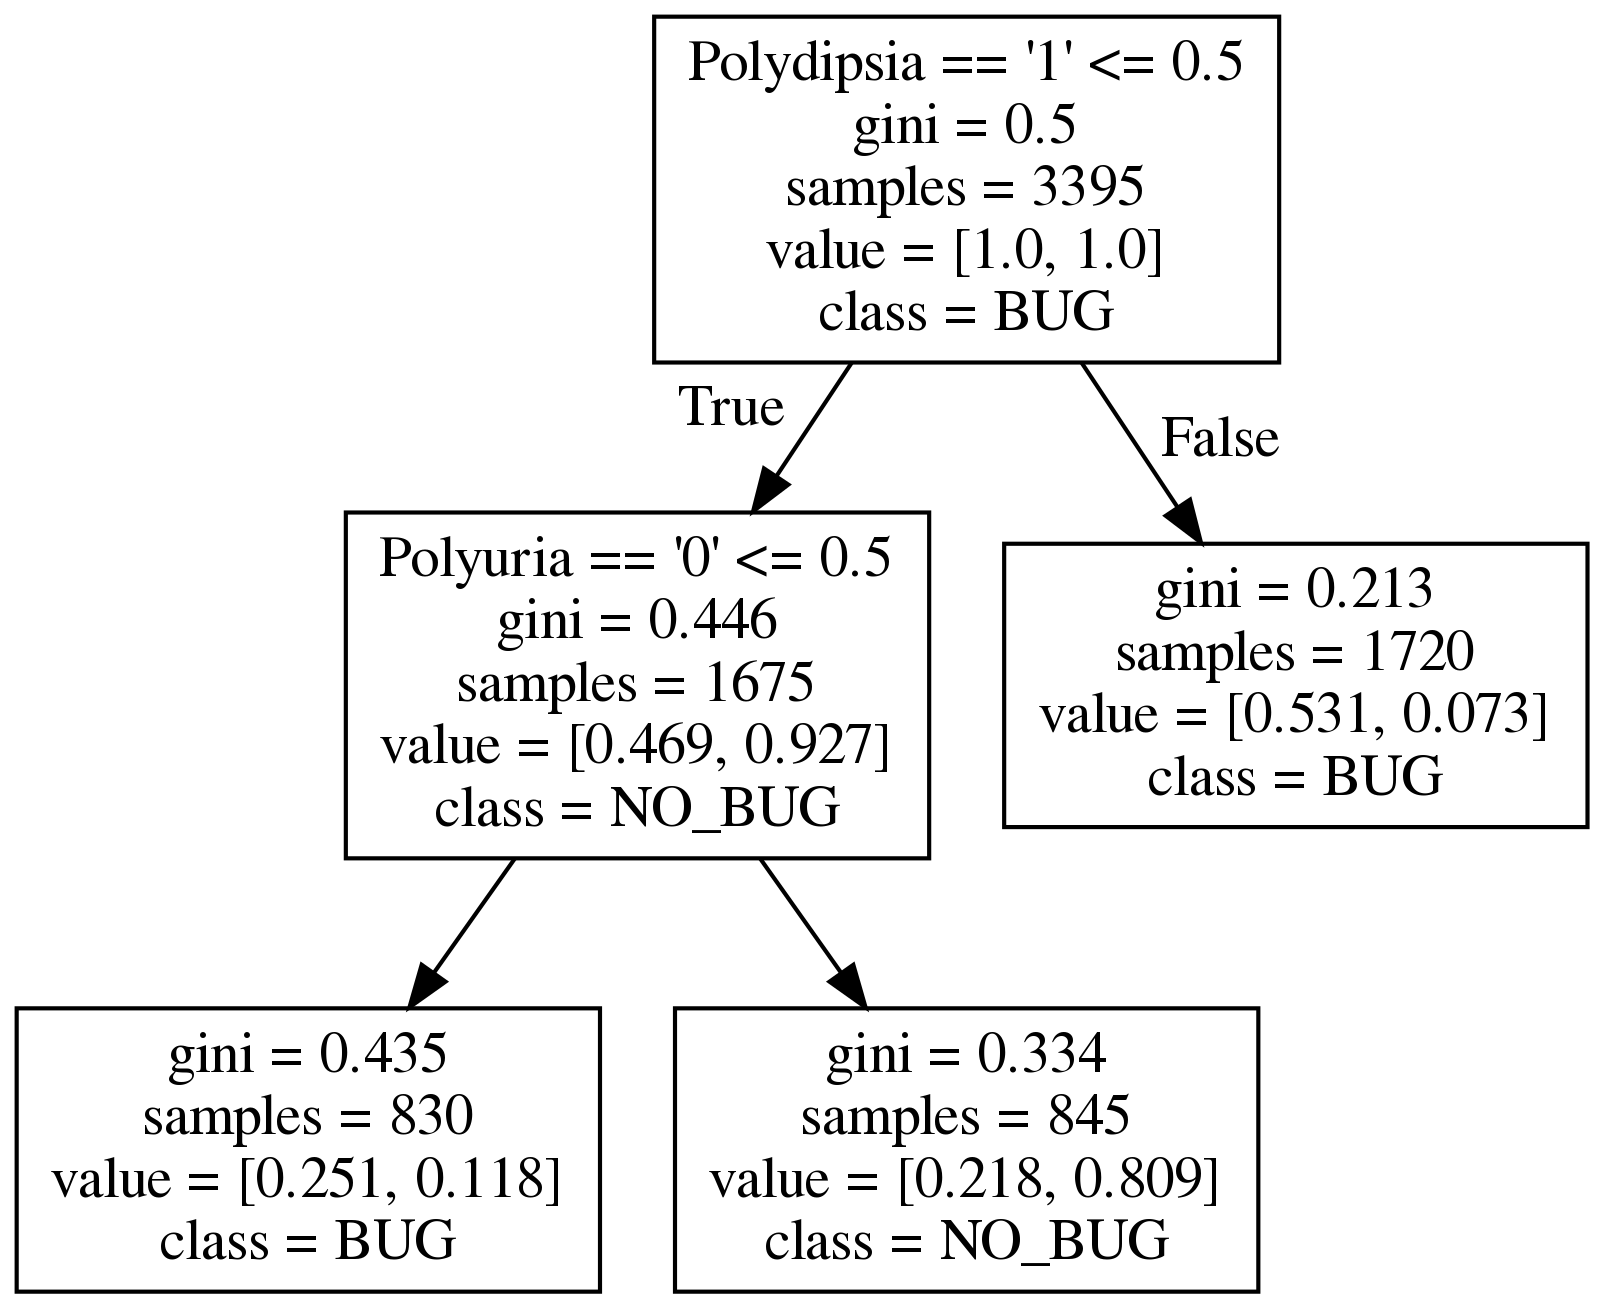 Polydipsia == '1' <= 0.5
gini = 0.5
samples = 3395
value = [1.0, 1.0]
class = BUG
True
False
Polyuria == '0' <= 0.5
gini = 0.446
samples = 1675
value = [0.469, 0.927]
class = NO_BUG
gini = 0.213
samples = 1720
value = [0.531, 0.073]
class = BUG
gini = 0.435
samples = 830
value = [0.251, 0.118]
class = BUG
gini = 0.334
samples = 845
value = [0.218, 0.809]
class = NO_BUG